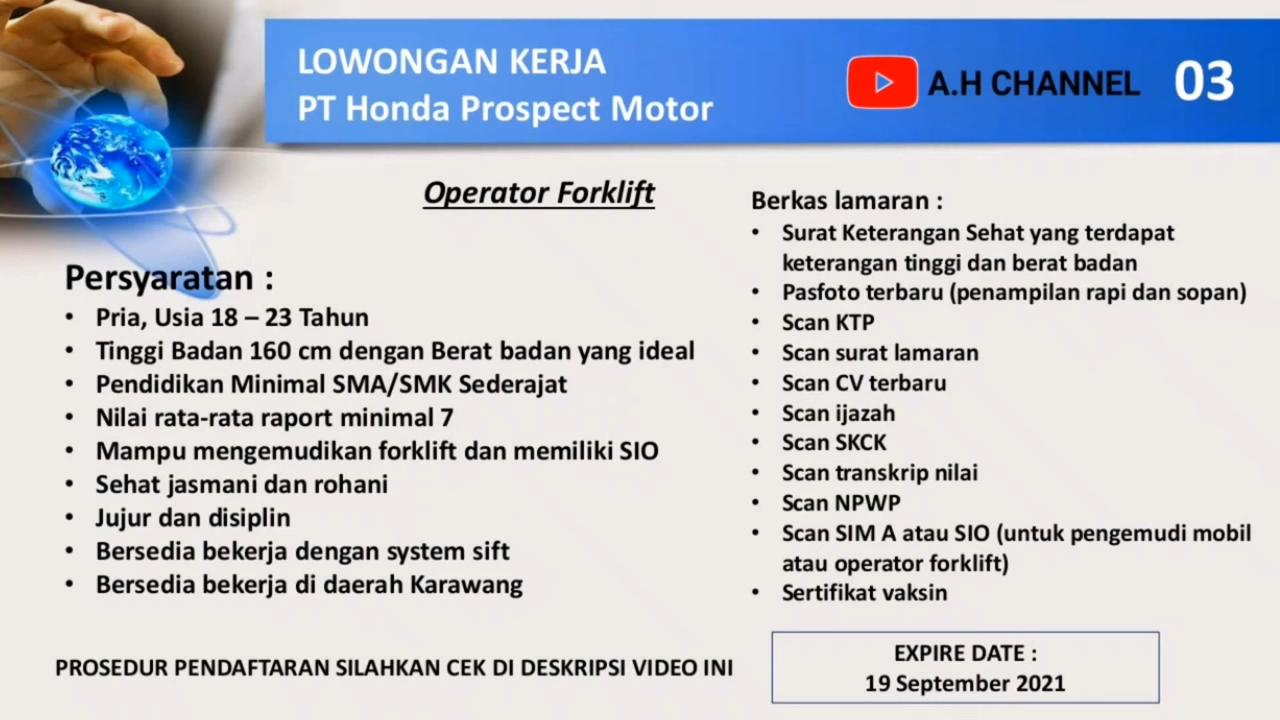 LOWONGAN KERJA
PT Honda Prospect Motor
A.H CHANNEL
03
Operator Forklift
Persyaratan :
• Pria, Usia 18 – 23 Tahun
• Tinggi Badan 160 cm dengan Berat badan yang ideal
• Pendidikan Minimal SMA/SMK Sederajat
• Nilai rata-rata raport minimal 7
• Mampu mengemudikan forklift dan memiliki SIO
• Sehat jasmani dan rohani
• Jujur dan disiplin
• Bersedia bekerja dengan system sift
• Bersedia bekerja di daerah Karawang
Berkas lamaran :
• Surat Keterangan Sehat yang terdapat
keterangan tinggi dan berat badan
• Pasfoto terbaru (penampilan rapi dan sopan)
• Scan KTP
• Scan surat lamaran
• Scan CV terbaru
• Scan ijazah
• Scan SKCK
• Scan transkrip nilai
• Scan NPWP
• Scan SIM A atau SIO (untuk pengemudi mobil
atau operator forklift)
• Sertifikat vaksin
PROSEDUR PENDAFTARAN SILAHKAN CEK DI DESKRIPSI VIDEO INI
EXPIRE DATE :
19 September 2021